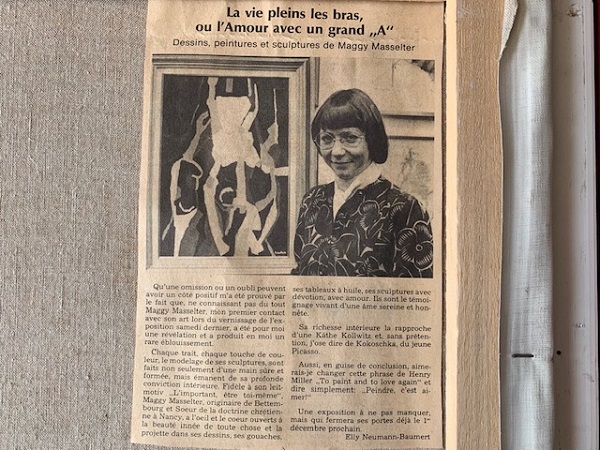 La vie pleins les bras,
ou l'Amour avec un grand „A“
Dessins, peintures et sculptures de Maggy Masselter
Qu'une omission ou un oubli peuvent
avoir un côté positif m'a été prouvé par
le fait que, ne connaissant pas du tout
Maggy Masselter, mon premier contact
avec son art lors du vernissage de l'ex-
position samedi dernier, a été pour moi
une révélation et a produit en moi un
rare éblouissement.
Chaque trait, chaque touche de cou-
leur, le modelage de ses sculptures, sont
faits non seulement d'une main sûre et
formée, mais émanent de sa profonde
conviction intérieure. Fidèle à son leit-
motiv „L'important, être toi-même“,
Maggy Masselter, originaire de Bettem-
bourg et Soeur de la doctrine chrétien-
ne à Nancy, a l'oeil et le coeur ouverts à
la beauté innée de toute chose et la
projette dans ses dessins, ses gouaches,
ses tableaux à huile, ses sculptures avec
dévotion, avec amour. Ils sont le témoi-
gnage vivant d'une âme sereine et hon-
nête.
Sa richesse intérieure la rapproche
d'une Käthe Kollwitz et, sans préten-
tion, j'ose dire de Kokoschka, du jeune
Picasso.
Aussi, en guise de conclusion, aime-
rais-je changer cette phrase de Henry
Miller „To paint and to love again“ et
dire simplement: „Peindre, c'est ai-
mer!“
Une exposition à ne pas manquer,
mais qui fermera ses portes déjà le 1er
décembre prochain.
Elly Neumann-Baumert